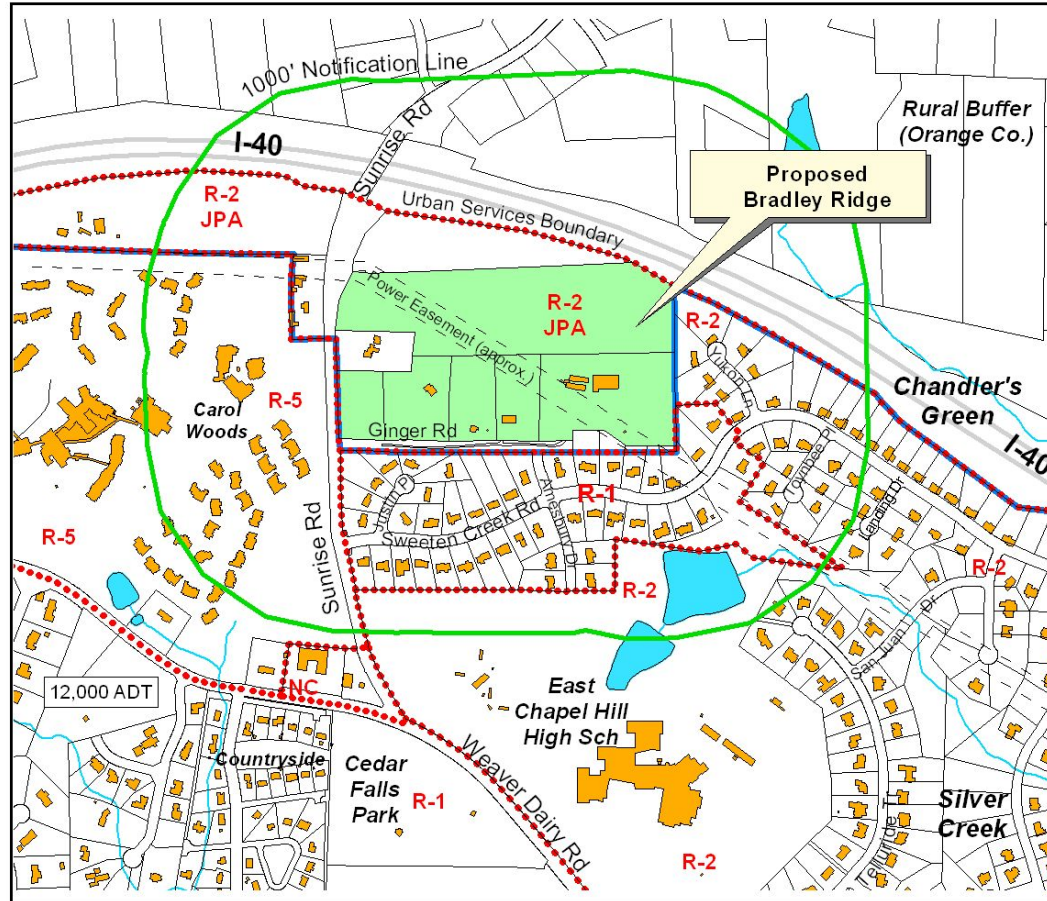 1000' Notification Line
Sunrise Rd
Rural Buffer
(Orange Co.)
I-40
Proposed
Bradley Ridge
R-2
JPA
Urban Services Boundary
Power Easement (approx.)
R-2
JPA
R-2
Yukon Ln
Chandler's
Green
I-40
Carol
Woods
R-5
Ginger Rd
Toynbee Pl
Landing Dr
Justin P
Amesbury D
R-1
Sweeten Creek Rd
R-5
Sunrise Rd
R-2
R-2
San Juan Dr
12,000 ADT
NC
East
Chapel Hill
High Sch
Countryside
Cedar
Falls
Park
R-1
Weaver Dairy Rd
Silver
Creek
Telluride Tr
R-2